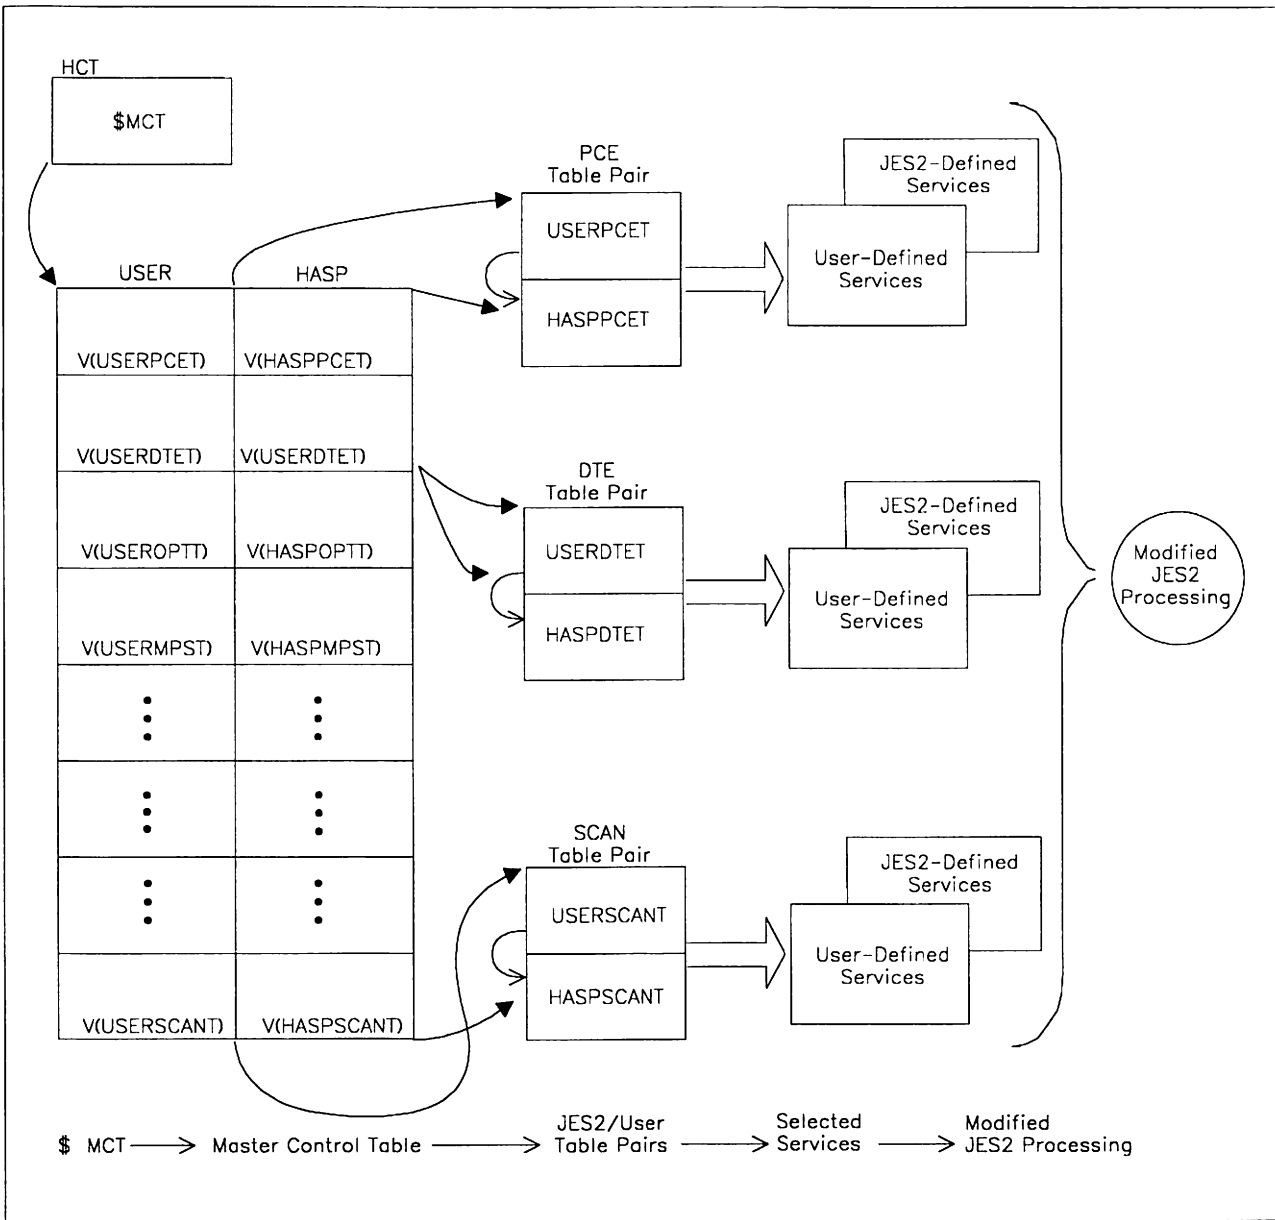 HCT
$MCT
USER
HASP
V(USERPCET)
V(HASPPCET)
V(USERDTET)
V(USERDTET)
V(USEROPTT)
V(HASPOPTT)
V(USERMPST)
V(HASPMPST)
V(USERSCANT)
V(HASPSCANT)
PCE
Table Pair
USERPCET
HASPPCET
JES2-Defined
Services
User-Defined
Services
DTE
Table Pair
USERDTET
HASPDTET
JES2-Defined
Services
User-Defined
Services
SCAN
Table Pair
USERSCANT
HASPSCANT
JES2-Defined
Services
User-Defined
Services
Modified
JES2
Processing
$ MCT
Master Control Table
JES2/User
Table Pairs
Selected
Services
Modified
JES2 Processing